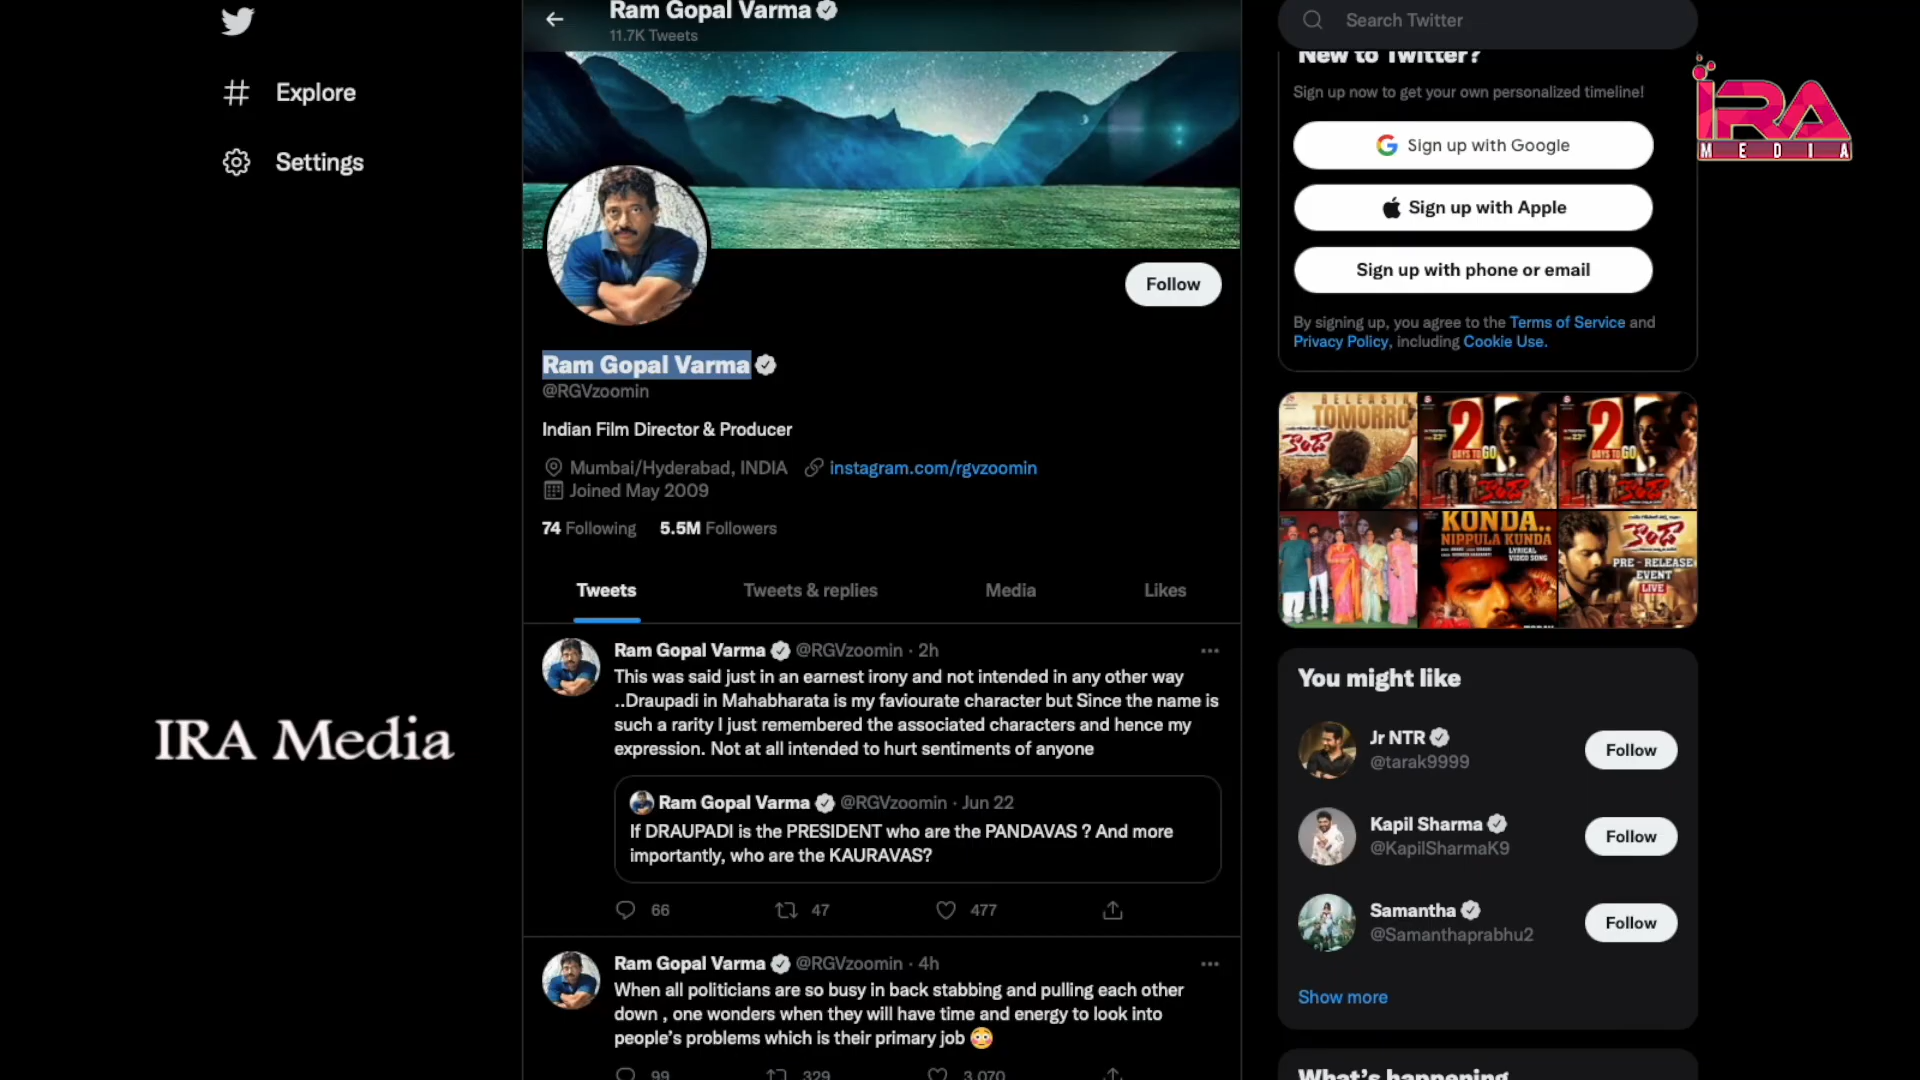 Explore
Settings
IRA Media
Ram Gopal Varma
11.7K Tweets
Follow
Ram Gopal Varma
@RGVzoomin
Indian Film Director & Producer
Mumbai/Hyderabad, INDIA instagram.com/rgvzoomin
Joined May 2009
74 Following 5.5M Followers
Tweets Tweets & replies Media Likes
Ram Gopal Varma @RGVzoomin · 2h
This was said just in an earnest irony and not intended in any other way
..Draupadi in Mahabharata is my faviourate character but Since the name is
such a rarity I just remembered the associated characters and hence my
expression. Not at all intended to hurt sentiments of anyone
Ram Gopal Varma @RGVzoomin · Jun 22
If DRAUPADI is the PRESIDENT who are the PANDAVAS ? And more
importantly, who are the KAURAVAS?
66 47 477
Ram Gopal Varma @RGVzoomin · 4h
When all politicians are so busy in back stabbing and pulling each other
down , one wonders when they will have time and energy to look into
people's problems which is their primary job 😳
99 329 3,070
Search Twitter
New to Twitter?
Sign up now to get your own personalized timeline!
Sign up with Google
Sign up with Apple
Sign up with phone or email
By signing up, you agree to the Terms of Service and
Privacy Policy, including Cookie Use.
IRA
MEDIA
TOMORRO
కొండా
2
DAYS TO GO
కొండా
2
DAYS TO GO
కొండా
KONDA..
NIPPULA KUNDA
LYRICAL
VIDEO SONG
కొండా
PRE - RELEASE
EVENT
LIVE
You might like
Jr NTR
@tarak9999
Follow
Kapil Sharma
@KapilSharmaK9
Follow
Samantha
@Samanthaprabhu2
Follow
Show more
What's happening